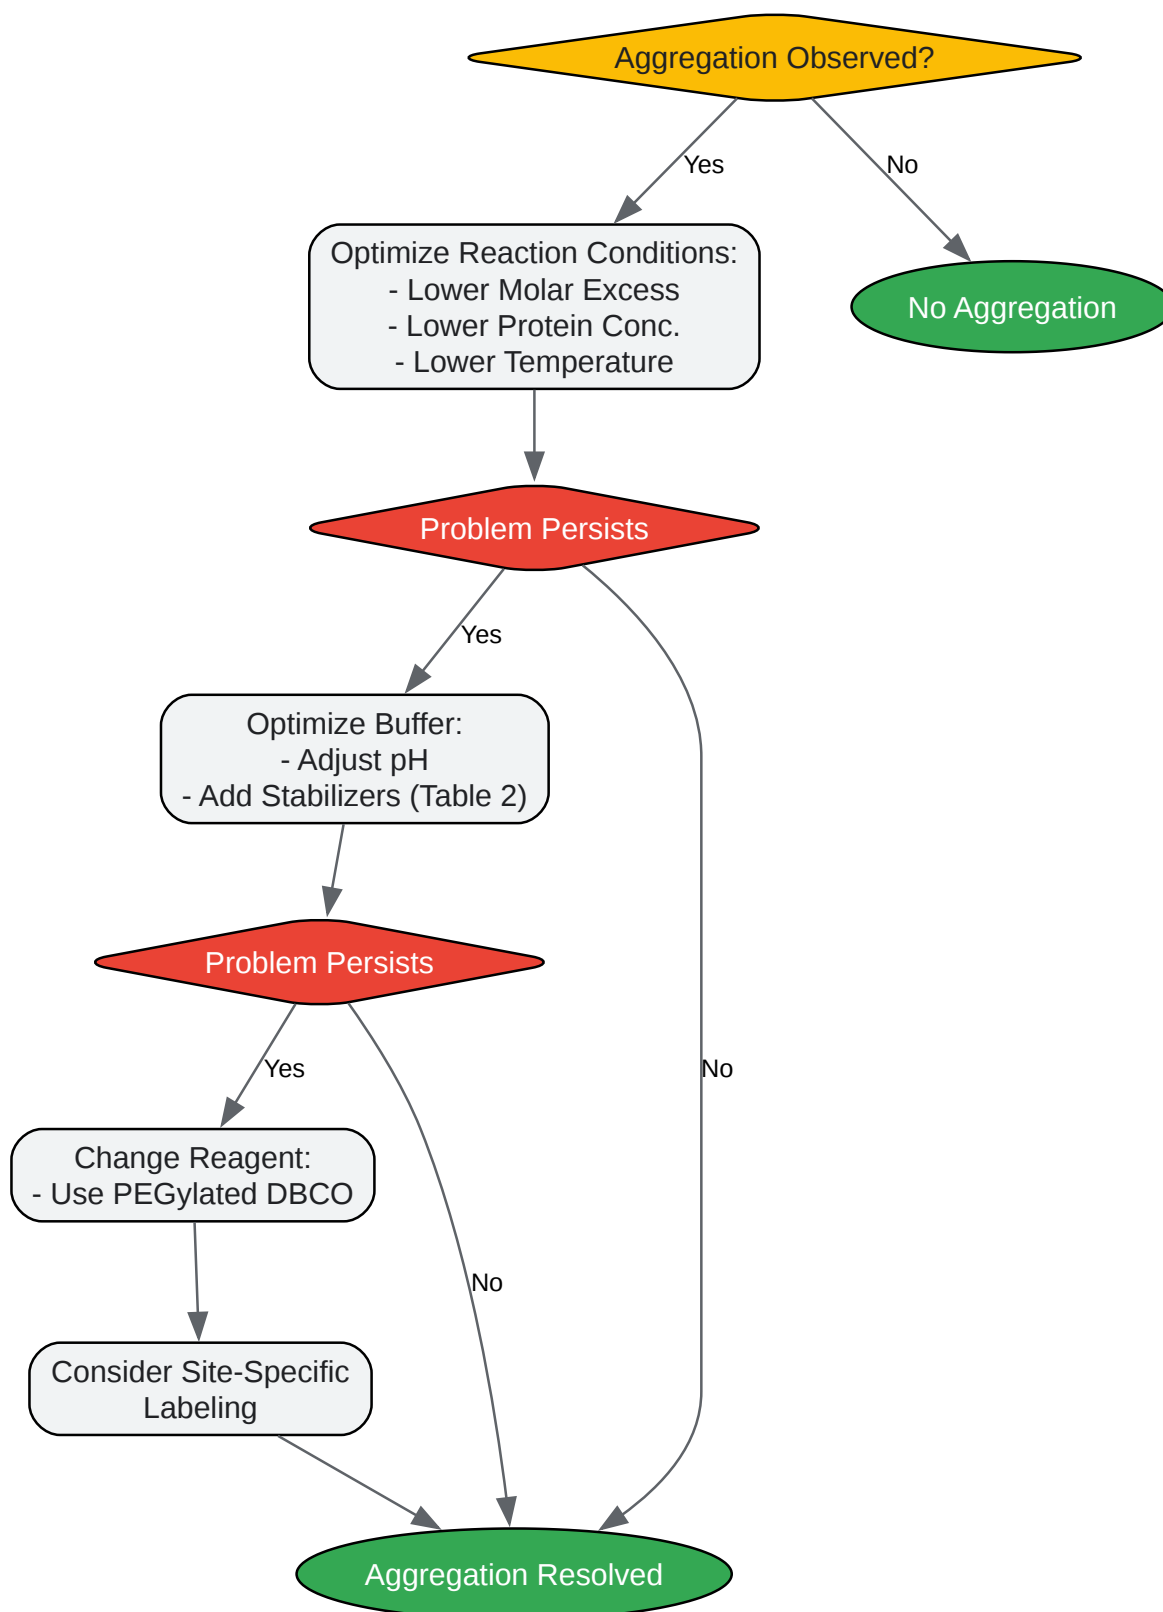 Aggregation Observed?
Yes
No
Optimize Reaction Conditions:
- Lower Molar Excess
- Lower Protein Conc.
- Lower Temperature
No Aggregation
Problem Persists
Yes
Optimize Buffer:
- Adjust pH
- Add Stabilizers (Table 2)
Problem Persists
Yes
No
Change Reagent:
- Use PEGylated DBCO
No
Consider Site-Specific
Labeling
Aggregation Resolved